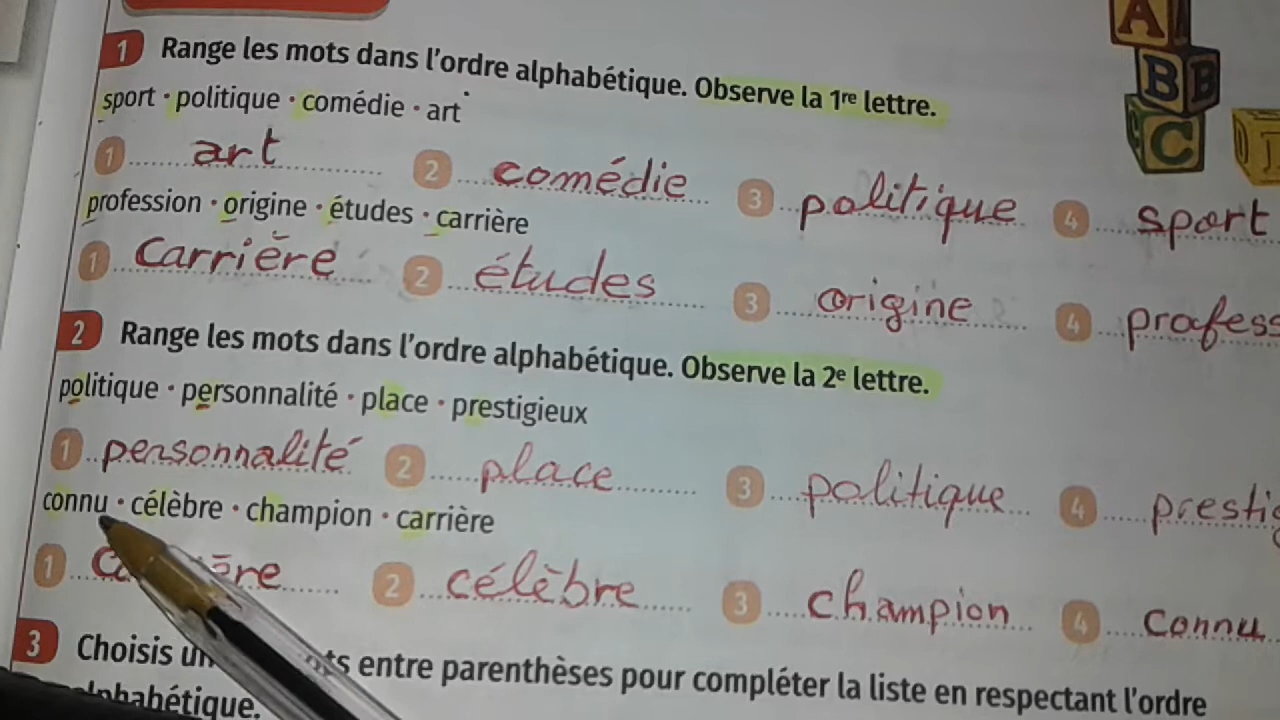 1 Range les mots dans l'ordre alphabétique. Observe la 1re lettre.
sport · politique · comédie · art
1 art 2 comédie 3 politique 4 sport
profession · origine · études · carrière
1 Carrière 2 études 3 origine 4 profess
2 Range les mots dans l'ordre alphabétique. Observe la 2e lettre.
politique · personnalité · place · prestigieux
1 personnalité 2 place 3 politique 4 prestig
connu · célèbre · champion · carrière
1 2 célèbre 3 champion 4 connu
3 Choisis entre parenthèses pour compléter la liste en respectant l'ordre
alphabétique.
A
B B
C